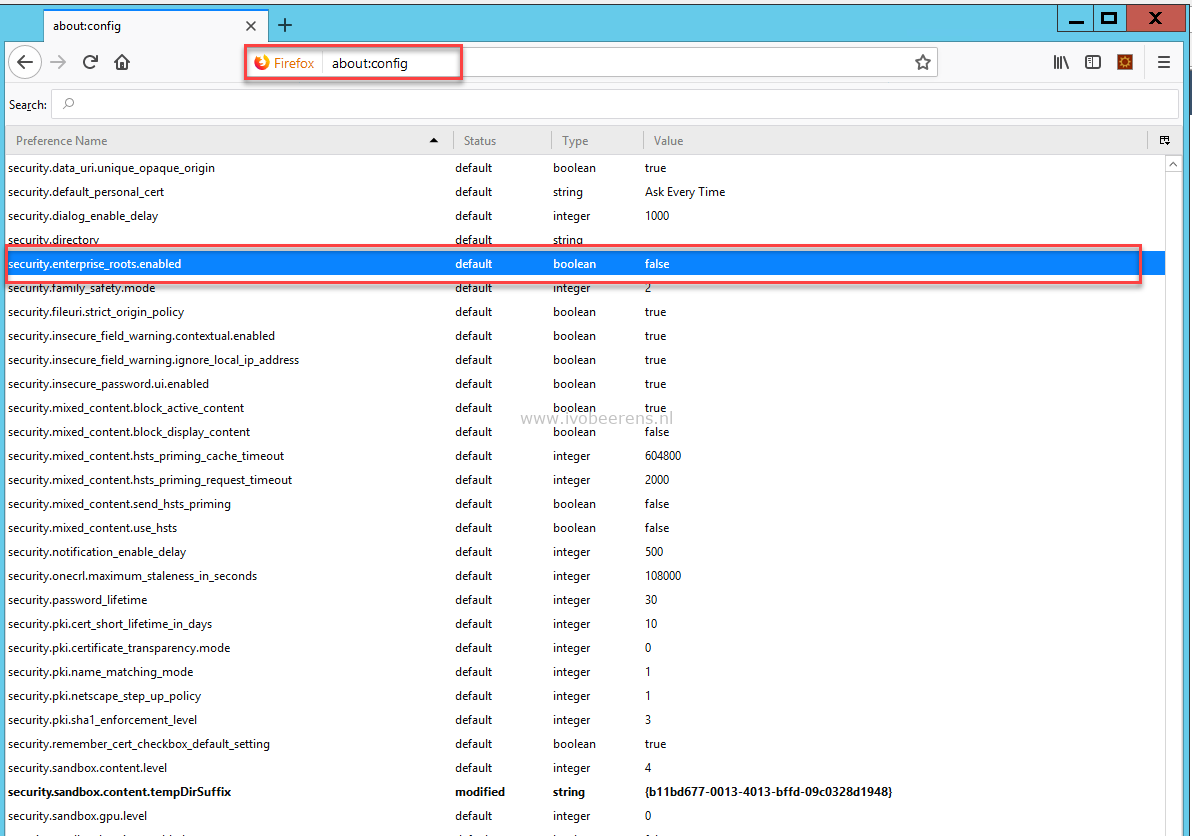 about:config
Firefox about:config
Search:
Preference Name Status Type Value
security.data_uri.unique_opaque_origin default boolean true
security.default_personal_cert default string Ask Every Time
security.dialog_enable_delay default integer 1000
security.directory default string
security.enterprise_roots.enabled default boolean false
security.family_safety.mode default integer 2
security.fileuri.strict_origin_policy default boolean true
security.insecure_field_warning.contextual.enabled default boolean true
security.insecure_field_warning.ignore_local_ip_address default boolean true
security.insecure_password.ui.enabled default boolean true
security.mixed_content.block_active_content default boolean true
www.ivobeerens.nl
security.mixed_content.block_display_content default boolean false
security.mixed_content.hsts_priming_cache_timeout default integer 604800
security.mixed_content.hsts_priming_request_timeout default integer 2000
security.mixed_content.send_hsts_priming default boolean false
security.mixed_content.use_hsts default boolean false
security.notification_enable_delay default integer 500
security.onecrl.maximum_staleness_in_seconds default integer 108000
security.password_lifetime default integer 30
security.pki.cert_short_lifetime_in_days default integer 10
security.pki.certificate_transparency.mode default integer 0
security.pki.name_matching_mode default integer 1
security.pki.netscape_step_up_policy default integer 1
security.pki.sha1_enforcement_level default integer 3
security.remember_cert_checkbox_default_setting default boolean true
security.sandbox.content.level default integer 4
security.sandbox.content.tempDirSuffix modified string {b11bd677-0013-4013-bffd-09c0328d1948}
security.sandbox.gpu.level default integer 0